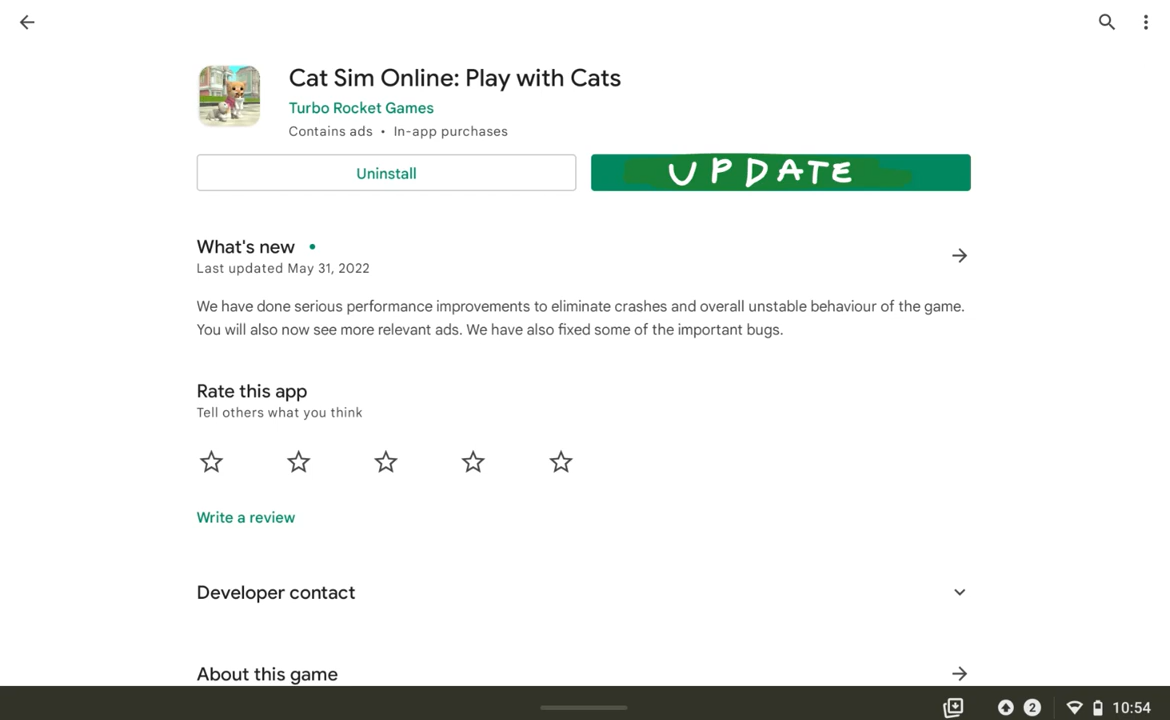 Cat Sim Online: Play with Cats
Turbo Rocket Games
Contains ads • In-app purchases
Uninstall
UPDATE
What's new •
Last updated May 31, 2022
We have done serious performance improvements to eliminate crashes and overall unstable behaviour of the game.
You will also now see more relevant ads. We have also fixed some of the important bugs.
Rate this app
Tell others what you think
Write a review
Developer contact
About this game
2 10:54